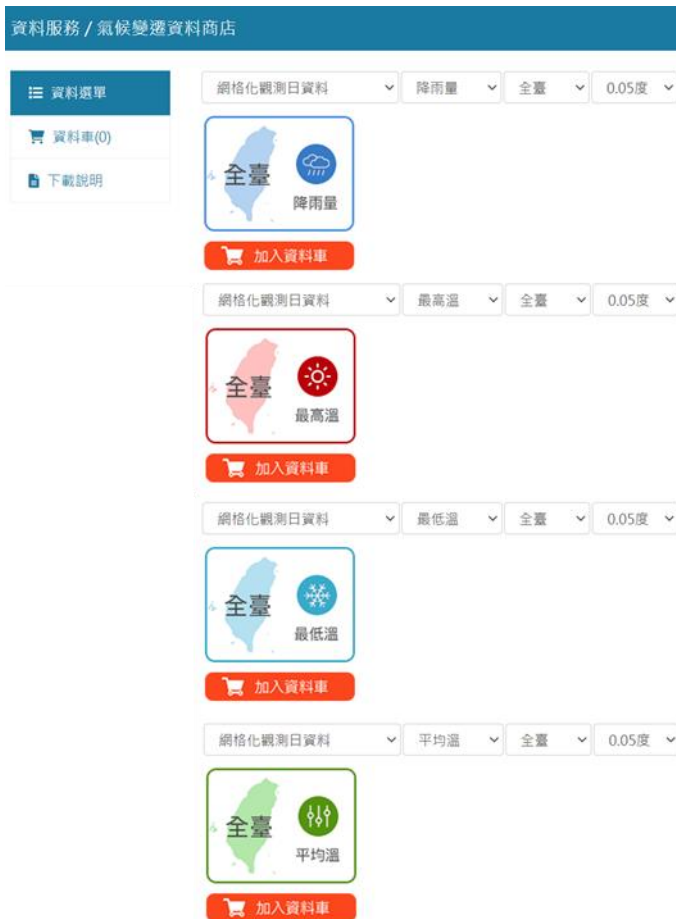 資料服務 / 氣候變遷資料商店
資料選單
資料車(0)
下載說明
網格化觀測日資料 降雨量 全臺 0.05度
全臺
降雨量
加入資料車
網格化觀測日資料 最高溫 全臺 0.05度
全臺
最高溫
加入資料車
網格化觀測日資料 最低溫 全臺 0.05度
全臺
最低溫
加入資料車
網格化觀測日資料 平均溫 全臺 0.05度
全臺
平均溫
加入資料車